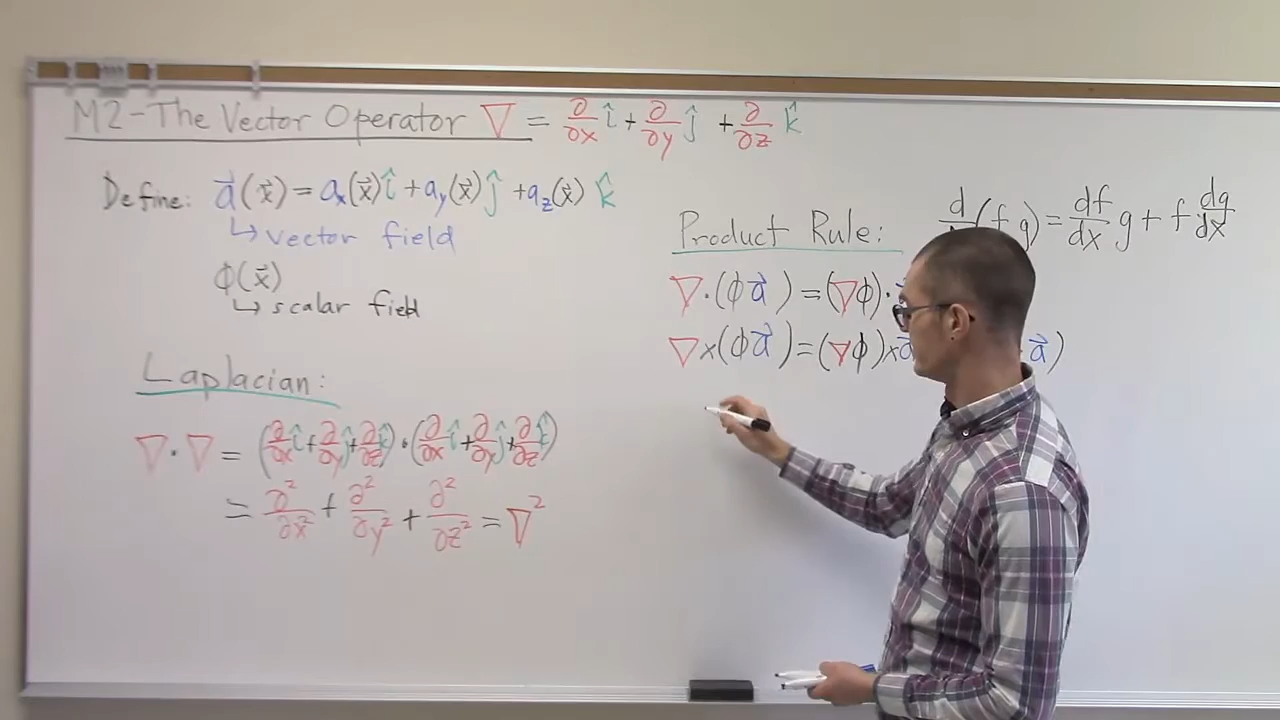 M2-The Vector Operator ∇ = ∂/∂x î + ∂/∂y ĵ + ∂/∂z k̂
Define: a⃗(x⃗) = aₓ(x⃗)î + a_y(x⃗)ĵ + a_z(x⃗) k̂
↳ vector field
ϕ(x⃗)
↳ scalar field
Laplacian:
∇·∇ = (∂/∂x î + ∂/∂y ĵ + ∂/∂z k̂)·(∂/∂x î + ∂/∂y ĵ + ∂/∂z k̂)
= ∂²/∂x² + ∂²/∂y² + ∂²/∂z² = ∇²
Product Rule:
d (f g) = df/dx g + f dg/dx
∇·(ϕa⃗) = (∇ϕ)·
∇×(ϕa⃗) = (∇ϕ)×a⃗ a⃗)